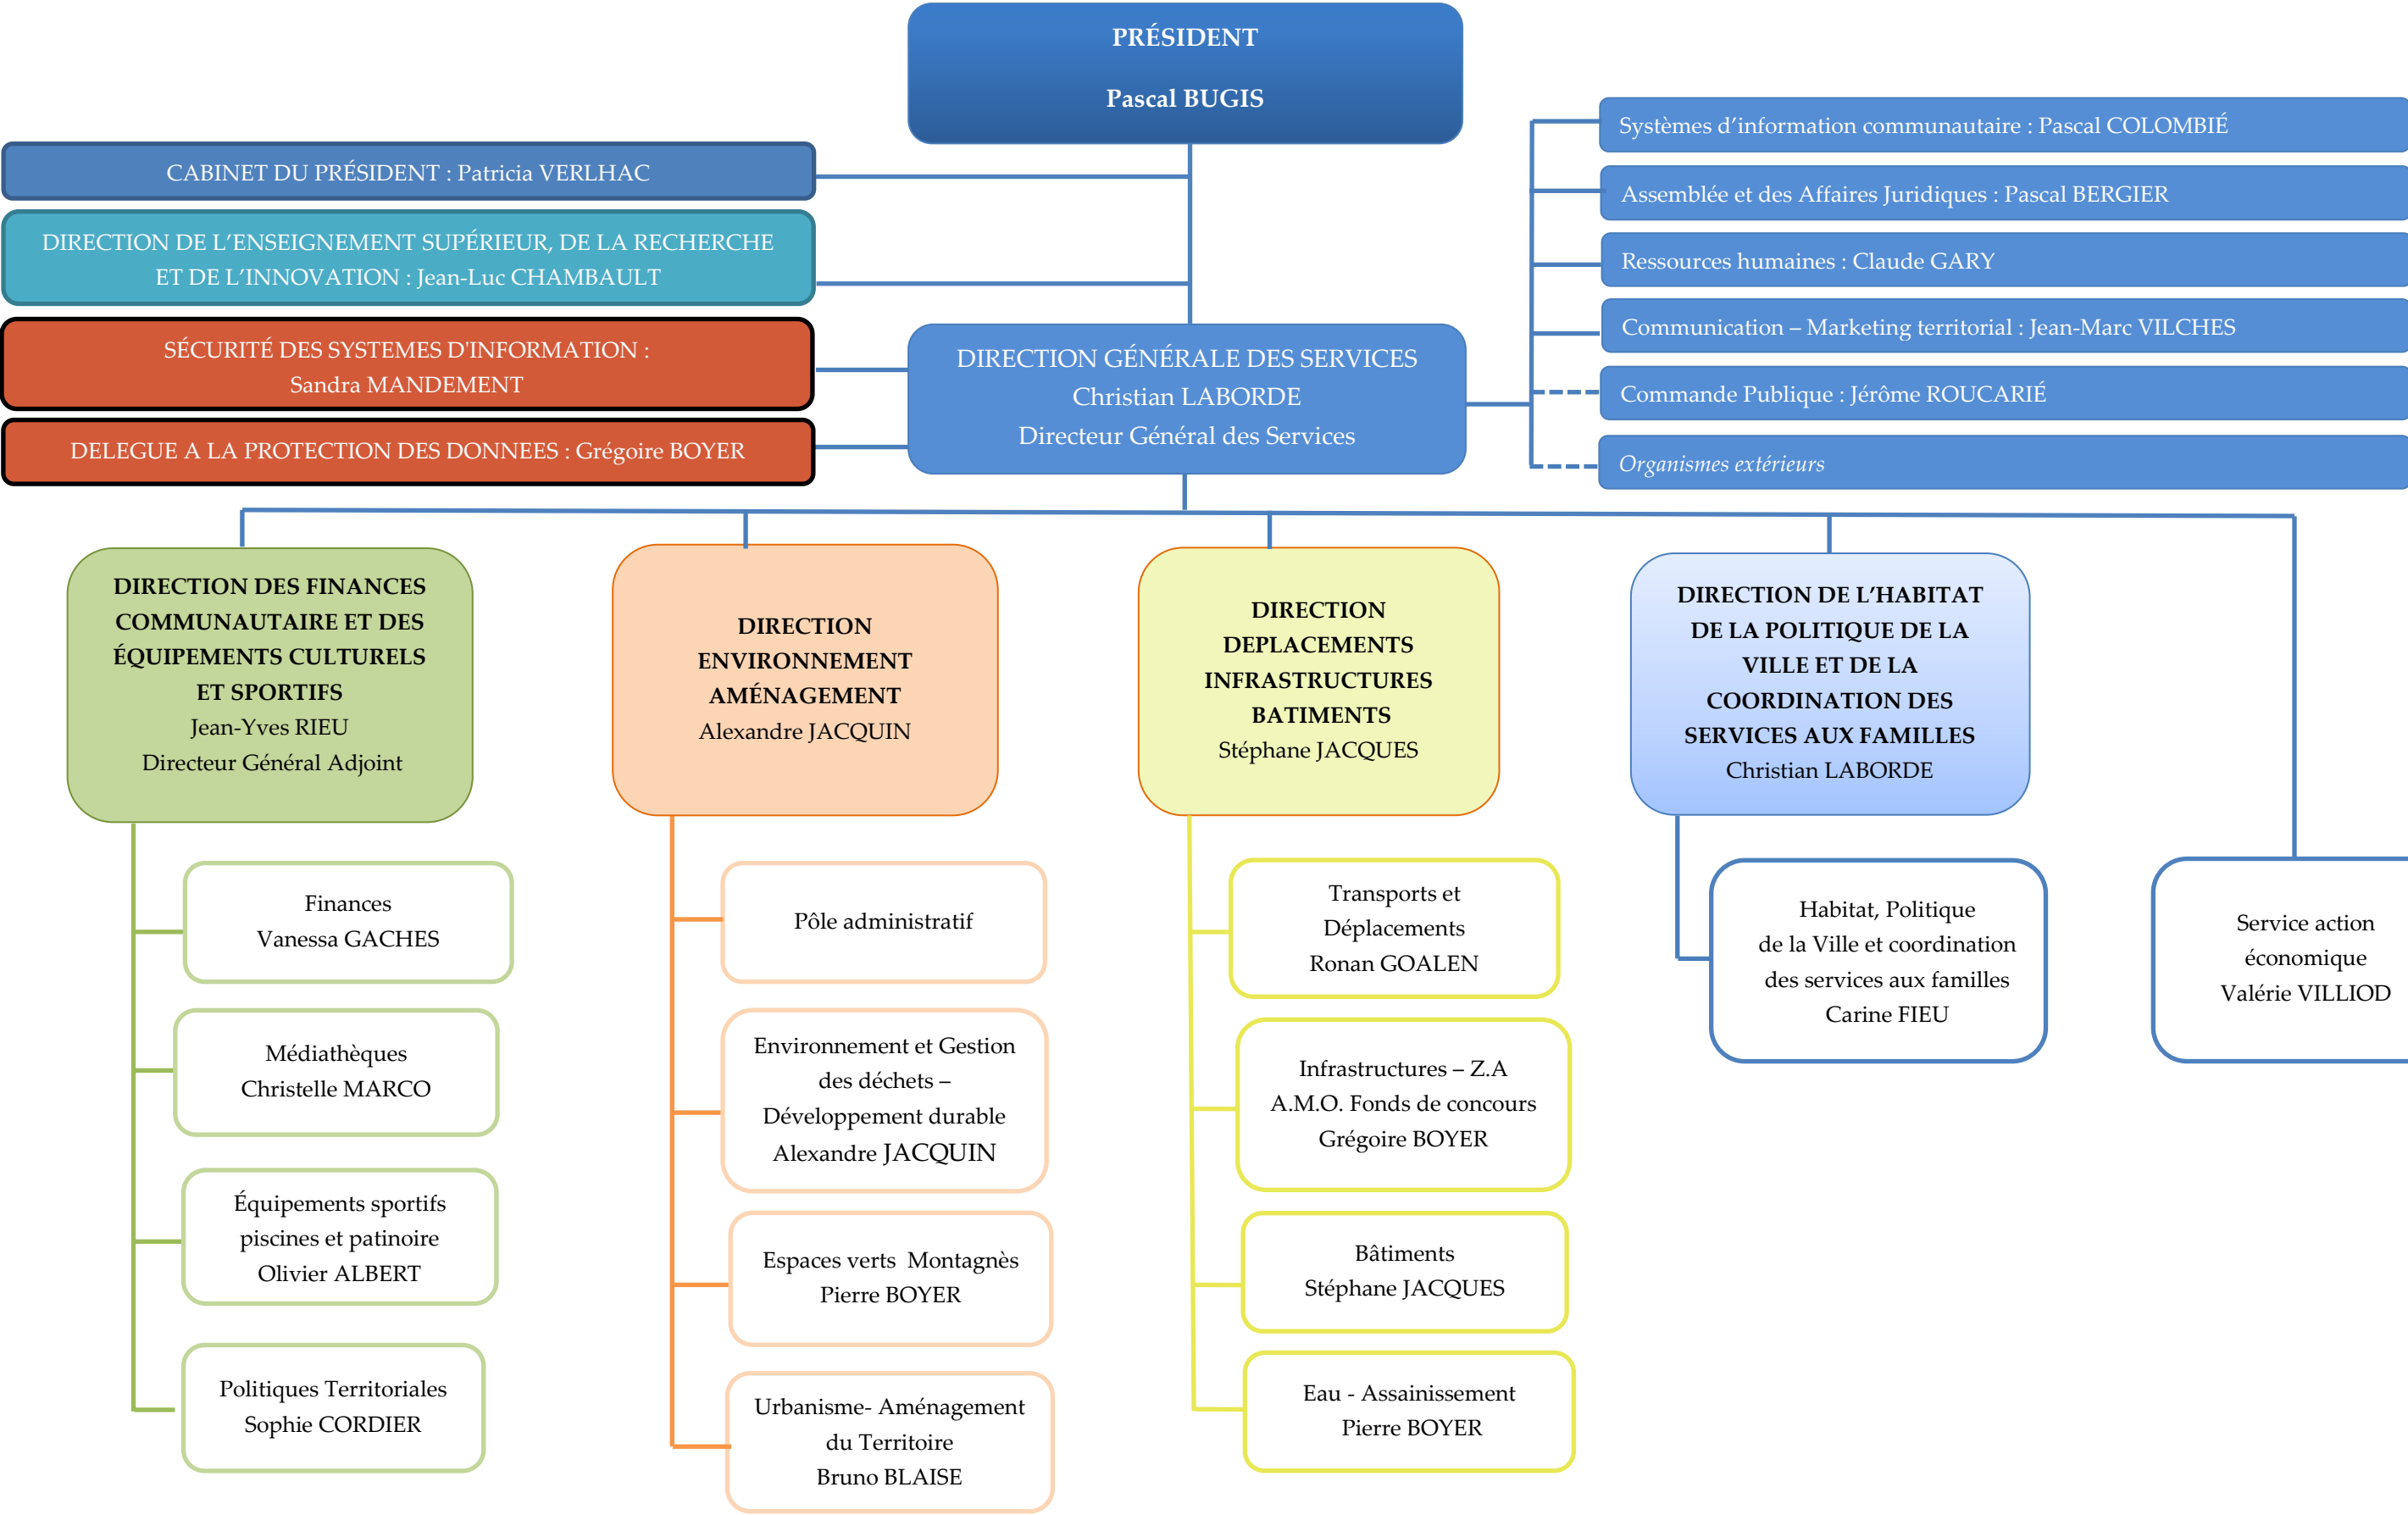 PRÉSIDENT
Pascal BUGIS
CABINET DU PRÉSIDENT : Patricia VERLHAC
DIRECTION DE L’ENSEIGNEMENT SUPÉRIEUR, DE LA RECHERCHE
ET DE L’INNOVATION : Jean-Luc CHAMBAULT
SÉCURITÉ DES SYSTEMES D'INFORMATION :
Sandra MANDEMENT
DELEGUE A LA PROTECTION DES DONNEES : Grégoire BOYER
DIRECTION GÉNÉRALE DES SERVICES
Christian LABORDE
Directeur Général des Services
Systèmes d’information communautaire : Pascal COLOMBIÉ
Assemblée et des Affaires Juridiques : Pascal BERGIER
Ressources humaines : Claude GARY
Communication – Marketing territorial : Jean-Marc VILCHES
Commande Publique : Jérôme ROUCARIÉ
Organismes extérieurs
DIRECTION DES FINANCES
COMMUNAUTAIRE ET DES
ÉQUIPEMENTS CULTURELS
ET SPORTIFS
Jean-Yves RIEU
Directeur Général Adjoint
Finances
Vanessa GACHES
Médiathèques
Christelle MARCO
Équipements sportifs
piscines et patinoire
Olivier ALBERT
Politiques Territoriales
Sophie CORDIER
DIRECTION
ENVIRONNEMENT
AMÉNAGEMENT
Alexandre JACQUIN
Pôle administratif
Environnement et Gestion
des déchets –
Développement durable
Alexandre JACQUIN
Espaces verts Montagnès
Pierre BOYER
Urbanisme- Aménagement
du Territoire
Bruno BLAISE
DIRECTION
DEPLACEMENTS
INFRASTRUCTURES
BATIMENTS
Stéphane JACQUES
Transports et
Déplacements
Ronan GOALEN
Infrastructures – Z.A
A.M.O. Fonds de concours
Grégoire BOYER
Bâtiments
Stéphane JACQUES
Eau - Assainissement
Pierre BOYER
DIRECTION DE L’HABITAT
DE LA POLITIQUE DE LA
VILLE ET DE LA
COORDINATION DES
SERVICES AUX FAMILLES
Christian LABORDE
Habitat, Politique
de la Ville et coordination
des services aux familles
Carine FIEU
Service action
économique
Valérie VILLIOD